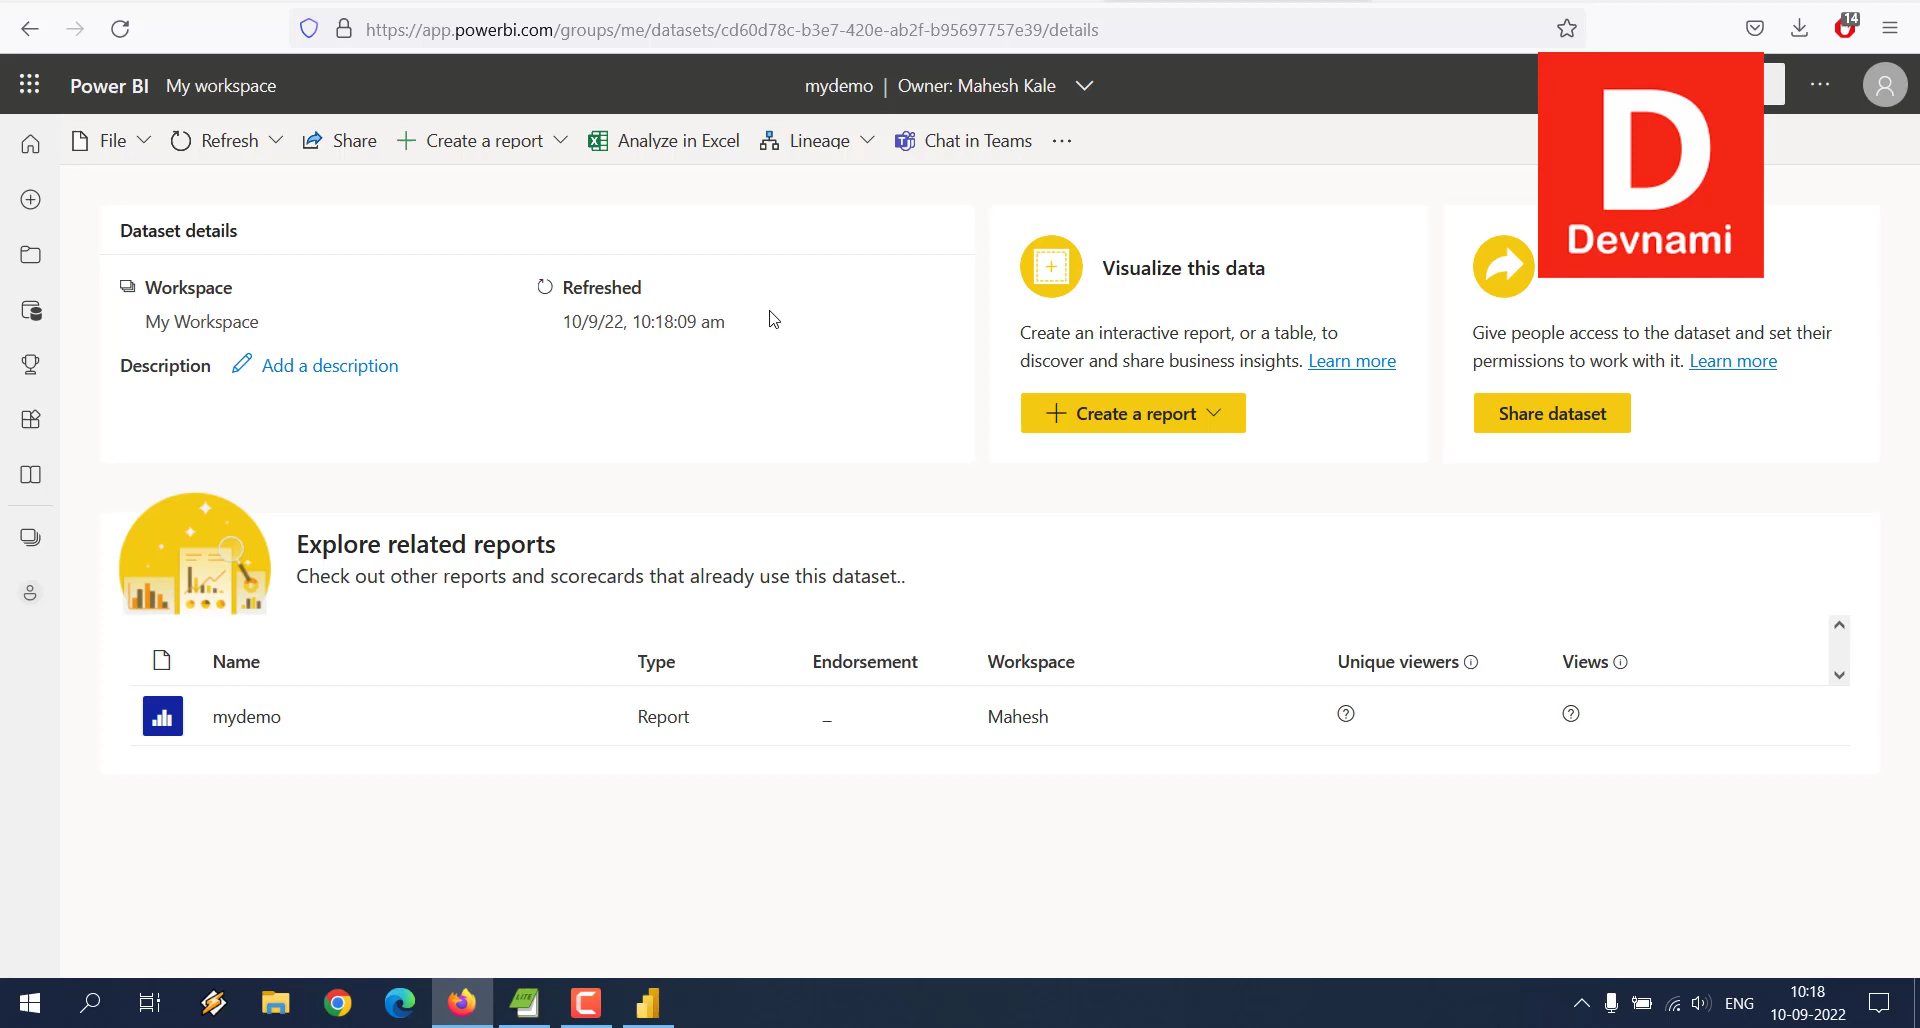 https://app.powerbi.com/groups/me/datasets/cd60d78c-b3e7-420e-ab2f-b95697757e39/details
14
Power BI My workspace
mydemo | Owner: Mahesh Kale
File Refresh Share Create a report Analyze in Excel Lineage Chat in Teams
D
Devnami
Dataset details
Workspace
My Workspace
Refreshed
10/9/22, 10:18:09 am
Description Add a description
Visualize this data
Create an interactive report, or a table, to
discover and share business insights. Learn more
Create a report
Give people access to the dataset and set their
permissions to work with it. Learn more
Share dataset
Explore related reports
Check out other reports and scorecards that already use this dataset..
Name Type Endorsement Workspace Unique viewers Views
mydemo Report – Mahesh
LITE
ENG
10:18
10-09-2022